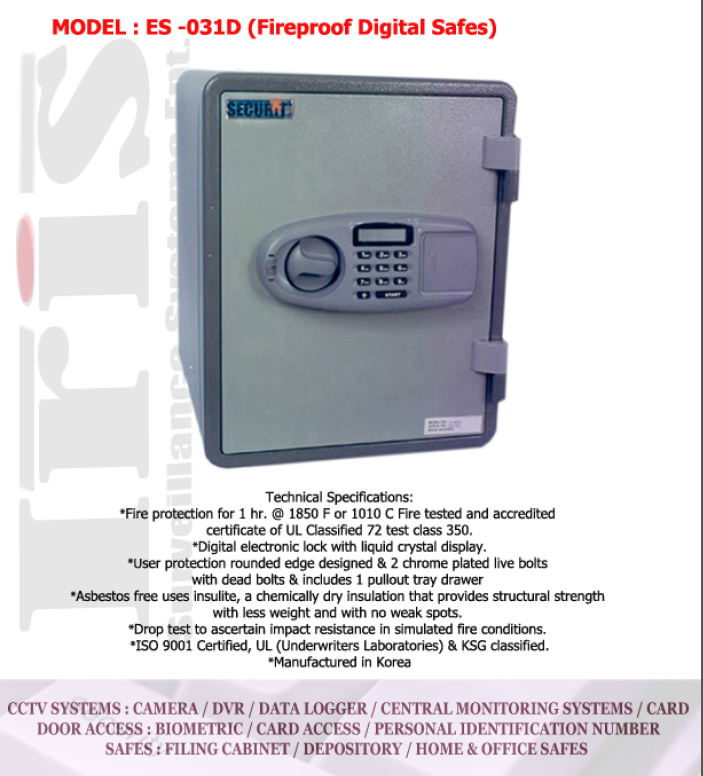 MODEL : ES -031D (Fireproof Digital Safes)
Iris
Surveillance Systems Ent.
SECURIT
START
Technical Specifications:
*Fire protection for 1 hr. @ 1850 F or 1010 C Fire tested and accredited
certificate of UL Classified 72 test class 350.
*Digital electronic lock with liquid crystal display.
*User protection rounded edge designed & 2 chrome plated live bolts
with dead bolts & includes 1 pullout tray drawer
*Asbestos free uses insulite, a chemically dry insulation that provides structural strength
with less weight and with no weak spots.
*Drop test to ascertain impact resistance in simulated fire conditions.
*ISO 9001 Certified, UL (Underwriters Laboratories) & KSG classified.
*Manufactured in Korea
CCTV SYSTEMS : CAMERA / DVR / DATA LOGGER / CENTRAL MONITORING SYSTEMS / CARD
DOOR ACCESS : BIOMETRIC / CARD ACCESS / PERSONAL IDENTIFICATION NUMBER
SAFES : FILING CABINET / DEPOSITORY / HOME & OFFICE SAFES